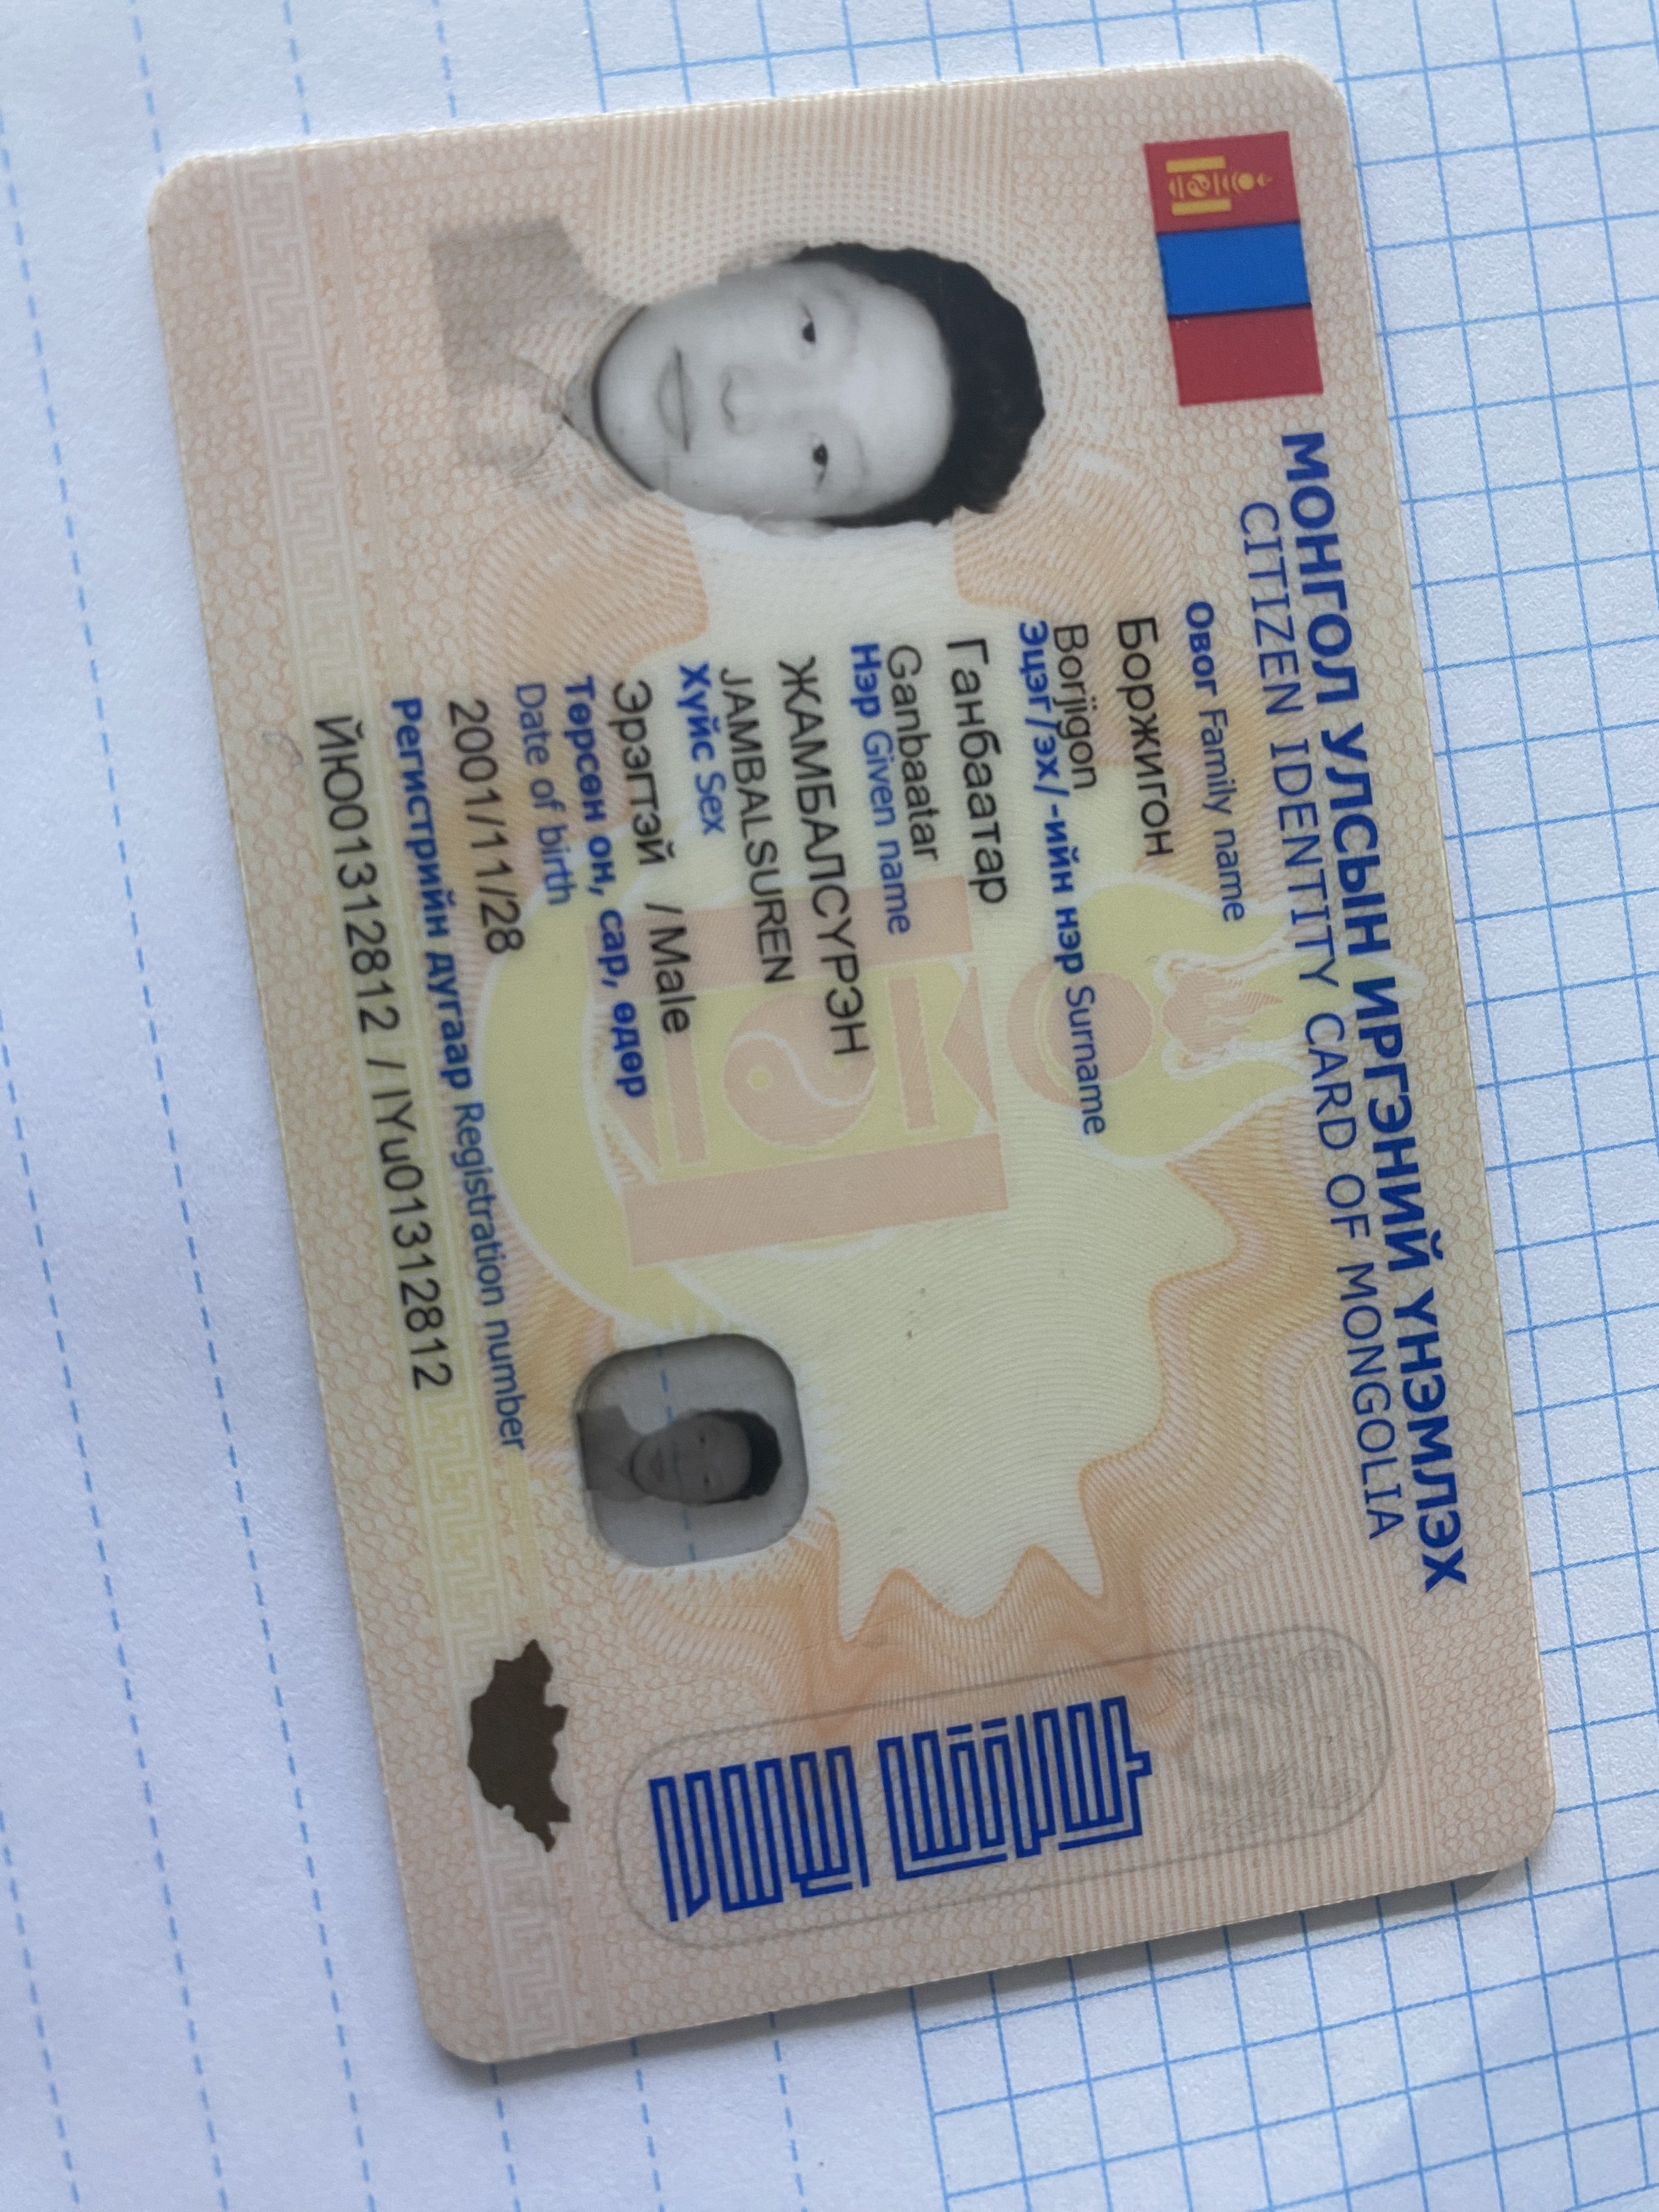 МОНГОЛ УЛСЫН ИРГЭНИЙ ҮНЭМЛЭХ
CITIZEN IDENTITY CARD OF MONGOLIA
Овог Family name
Боржигон
Borjigon
Эцэг/эх/-ийн нэр Surname
Ганбаатар
Ganbaatar
Нэр Given name
ЖАМБАЛСҮРЭН
JAMBALSUREN
Хүйс Sex
Эрэгтэй / Male
Төрсөн он, сар, өдөр
Date of birth
2001/11/28
Регистрийн дугаар Registration number
ЙЮ01312812 / IYu01312812